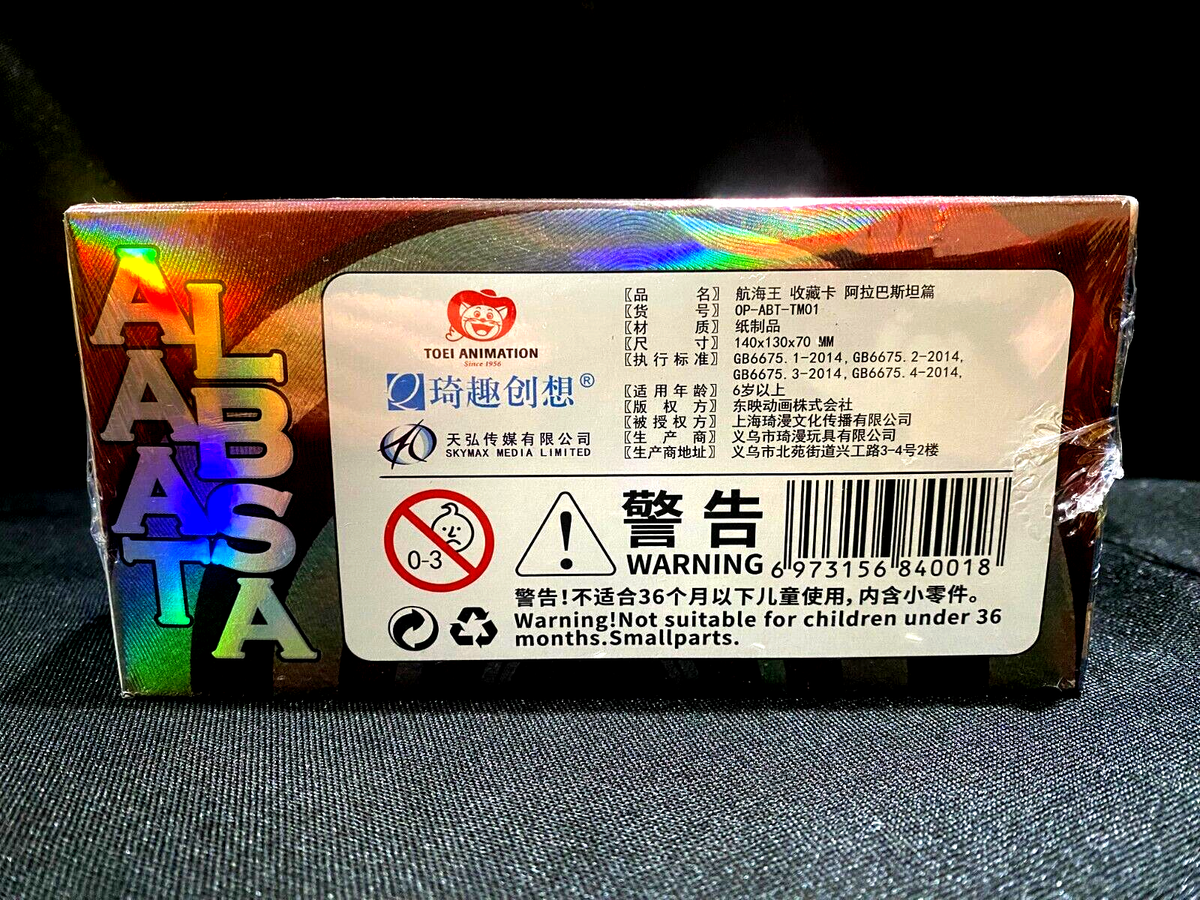 ALABASTA
TOEI ANIMATION
Since 1956
琦趣创想®
天弘传媒有限公司
SKYMAX MEDIA LIMITED
〖品 名〗 航海王 收藏卡 阿拉巴斯坦篇
〖货 号〗 OP-ABT-TM01
〖材 质〗 纸制品
〖尺 寸〗 140x130x70 MM
〖执行标准〗 GB6675.1-2014, GB6675.2-2014,
GB6675.3-2014, GB6675.4-2014,
〖适用年龄〗 6岁以上
〖版权方〗 东映动画株式会社
〖被授权方〗 上海琦漫文化传播有限公司
〖生产商〗 义乌市琦漫玩具有限公司
〖生产商地址〗 义乌市北苑街道兴工路3-4号2楼
0-3
警告
WARNING
6 973156 840018
警告!不适合36个月以下儿童使用,内含小零件。
Warning!Not suitable for children under 36
months.Smallparts.